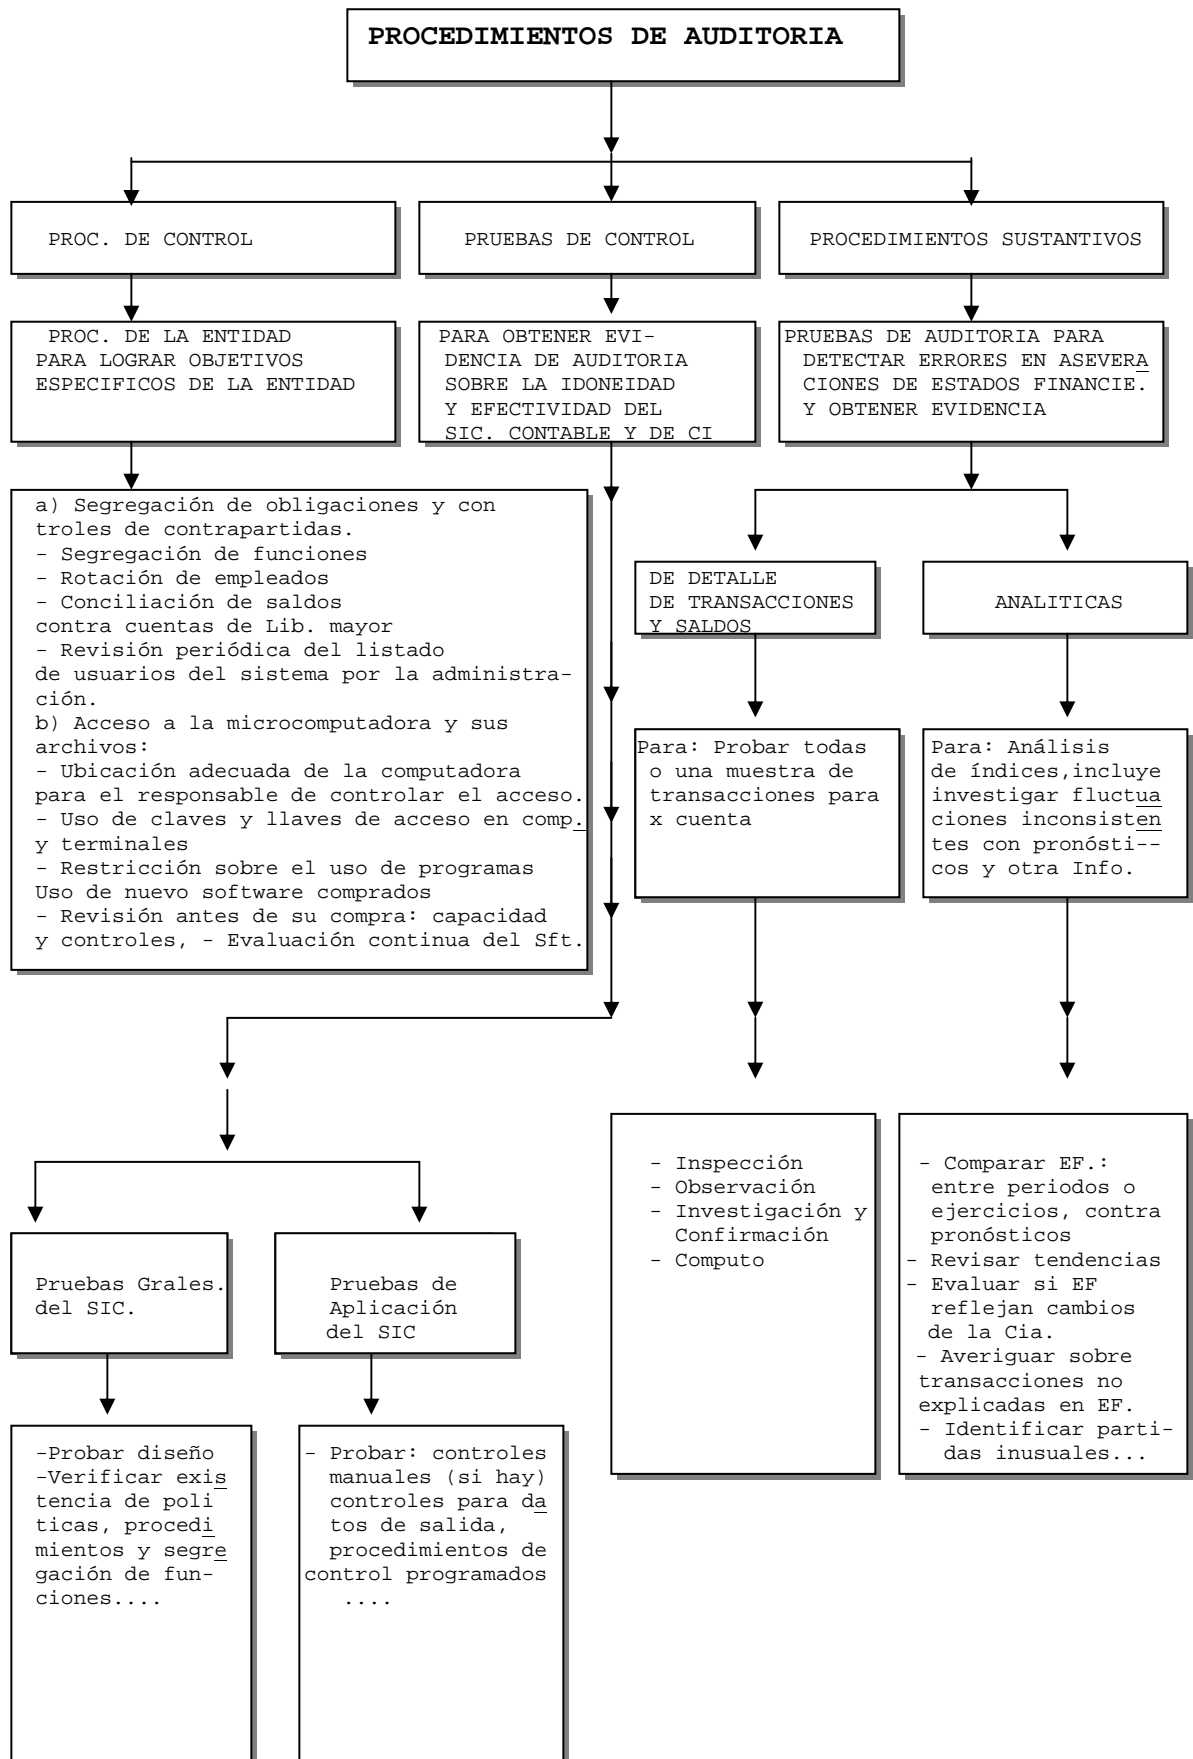 PROCEDIMIENTOS DE AUDITORIA
PROC. DE CONTROL
PRUEBAS DE CONTROL
PROCEDIMIENTOS SUSTANTIVOS
PROC. DE LA ENTIDAD
PARA LOGRAR OBJETIVOS
ESPECIFICOS DE LA ENTIDAD
PARA OBTENER EVI-
DENCIA DE AUDITORIA
SOBRE LA IDONEIDAD
Y EFECTIVIDAD DEL
SIC. CONTABLE Y DE CI
PRUEBAS DE AUDITORIA PARA
DETECTAR ERRORES EN ASEVERA
CIONES DE ESTADOS FINANCIE.
Y OBTENER EVIDENCIA
a) Segregación de obligaciones y con
troles de contrapartidas.
- Segregación de funciones
- Rotación de empleados
- Conciliación de saldos
contra cuentas de Lib. mayor
- Revisión periódica del listado
de usuarios del sistema por la administra-
ción.
b) Acceso a la microcomputadora y sus
archivos:
- Ubicación adecuada de la computadora
para el responsable de controlar el acceso.
- Uso de claves y llaves de acceso en comp.
y terminales
- Restricción sobre el uso de programas
Uso de nuevo software comprados
- Revisión antes de su compra: capacidad
y controles, - Evaluación continua del Sft.
DE DETALLE
DE TRANSACCIONES
Y SALDOS
ANALITICAS
Para: Probar todas
o una muestra de
transacciones para
x cuenta
Para: Análisis
de índices,incluye
investigar fluctua
ciones inconsisten
tes con pronósti--
cos y otra Info.
- Inspección
- Observación
- Investigación y
Confirmación
- Computo
- Comparar EF.:
entre periodos o
ejercicios, contra
pronósticos
- Revisar tendencias
- Evaluar si EF
reflejan cambios
de la Cia.
- Averiguar sobre
transacciones no
explicadas en EF.
- Identificar parti-
das inusuales...
Pruebas Grales.
del SIC.
Pruebas de
Aplicación
del SIC
-Probar diseño
-Verificar exis
tencia de poli
ticas, procedi
mientos y segre
gación de fun-
ciones....
- Probar: controles
manuales (si hay)
controles para da
tos de salida,
procedimientos de
control programados
....